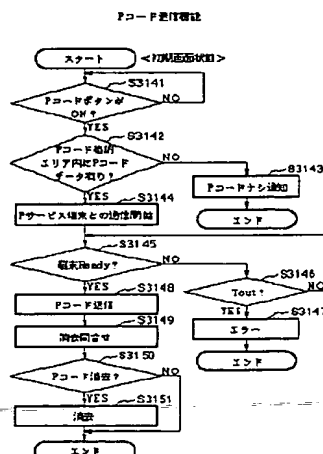 Pコード送信機能
スタート <初期画面状態>
S3141
PコードボタンがON?
NO
YES
S3142
Pコード格納エリア内にPコードデータ有り?
NO
YES
S3143
Pコードナシ通知
エンド
S3144
Pサービス端末との通信開始
S3145
端末Ready?
NO
YES
S3146
Tout?
NO
YES
S3147
エラー
エンド
S3148
Pコード送信
S3149
消去問合せ
S3150
Pコード消去?
NO
YES
S3151
消去
エンド